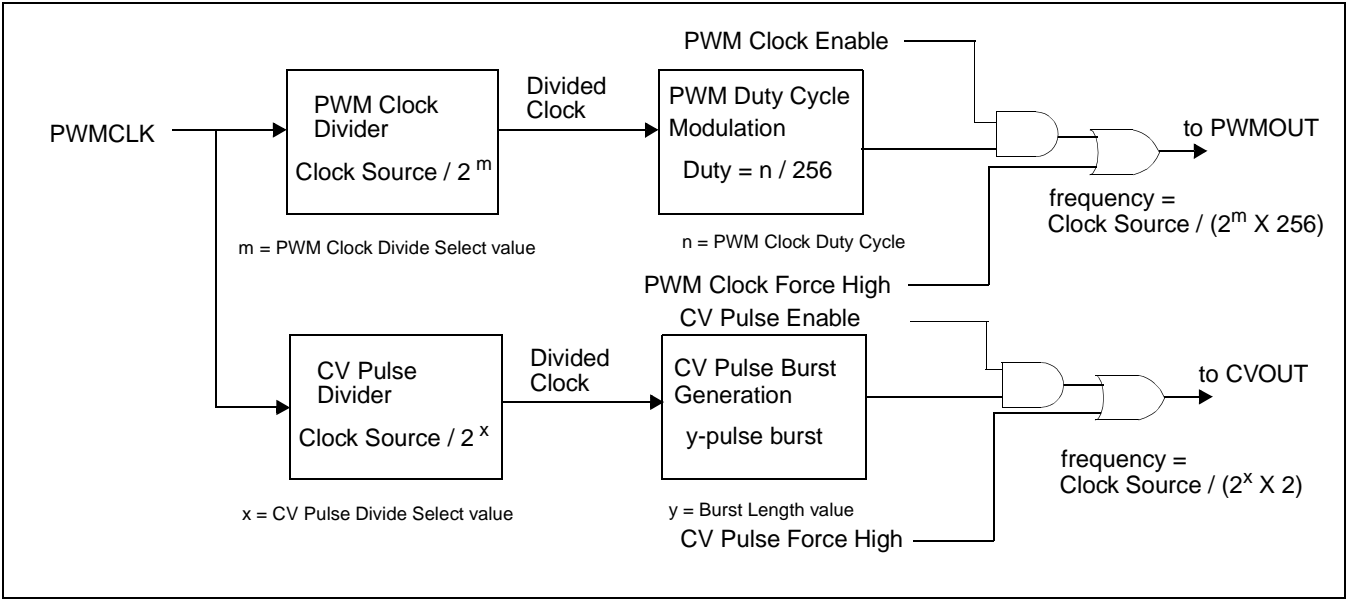 PWM Clock Enable
PWMCLK
PWM Clock
Divider
Clock Source / 2 m
m = PWM Clock Divide Select value
Divided
Clock
PWM Duty Cycle
Modulation
Duty = n / 256
n = PWM Clock Duty Cycle
to PWMOUT
frequency =
Clock Source / (2m X 256)
PWM Clock Force High
CV Pulse Enable
CV Pulse
Divider
Clock Source / 2 x
x = CV Pulse Divide Select value
Divided
Clock
CV Pulse Burst
Generation
y-pulse burst
y = Burst Length value
to CVOUT
frequency =
Clock Source / (2x X 2)
CV Pulse Force High